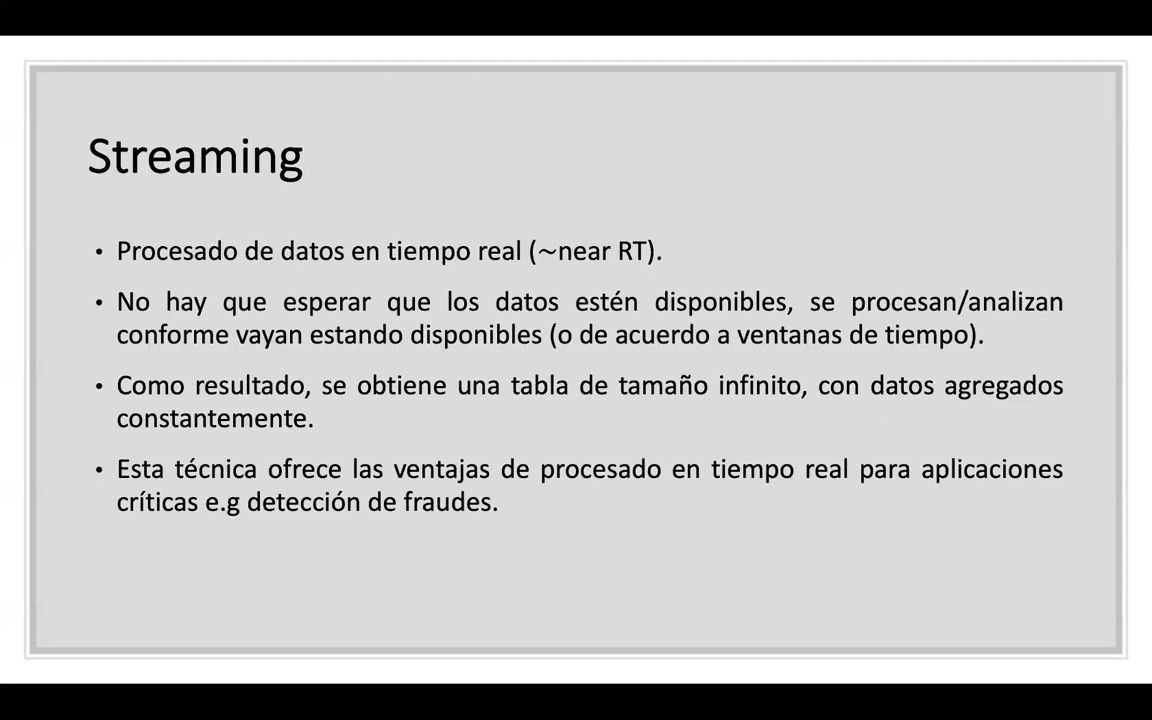 Streaming
• Procesado de datos en tiempo real (~near RT).
• No hay que esperar que los datos estén disponibles, se procesan/analizan
conforme vayan estando disponibles (o de acuerdo a ventanas de tiempo).
• Como resultado, se obtiene una tabla de tamaño infinito, con datos agregados
constantemente.
• Esta técnica ofrece las ventajas de procesado en tiempo real para aplicaciones
críticas e.g detección de fraudes.